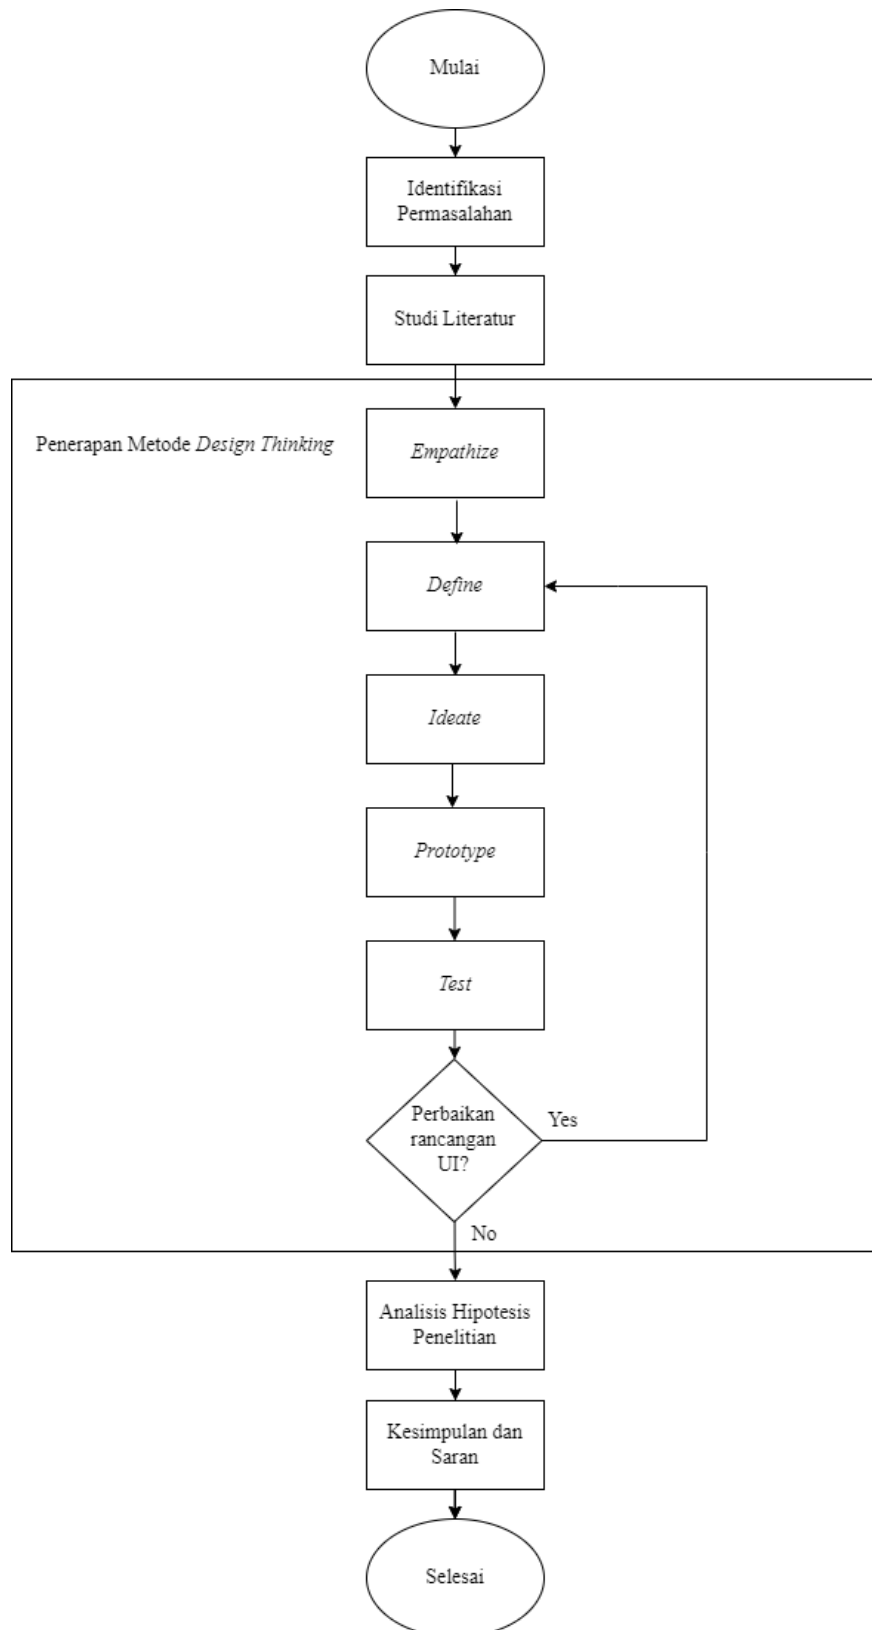 Mulai
Identifikasi
Permasalahan
Studi Literatur
Penerapan Metode Design Thinking
Empathize
Define
Ideate
Prototype
Test
Perbaikan
rancangan
UI?
Yes
No
Analisis Hipotesis
Penelitian
Kesimpulan dan
Saran
Selesai